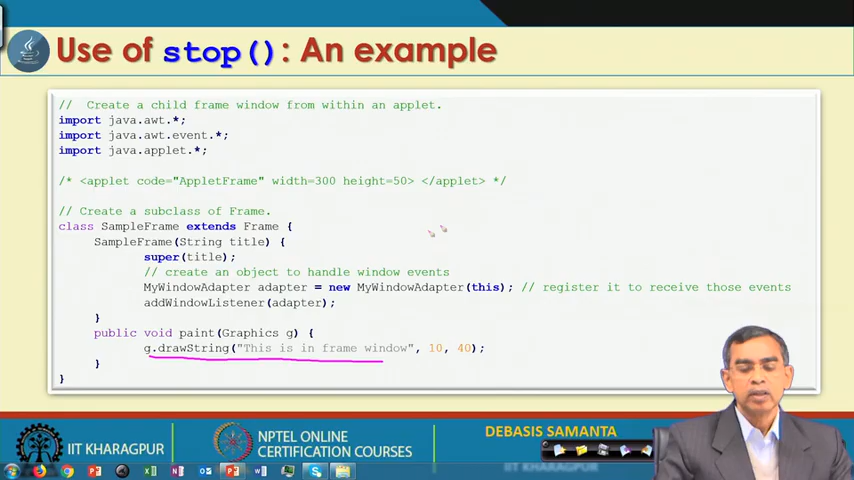 Use of stop(): An example
// Create a child frame window from within an applet.
import java.awt.*;
import java.awt.event.*;
import java.applet.*;
/* <applet code="AppletFrame" width=300 height=50> </applet> */
// Create a subclass of Frame.
class SampleFrame extends Frame {
SampleFrame(String title) {
super(title);
// create an object to handle window events
MyWindowAdapter adapter = new MyWindowAdapter(this); // register it to receive those events
addWindowListener(adapter);
}
public void paint(Graphics g) {
g.drawString("This is in frame window", 10, 40);
}
}
IIT KHARAGPUR
NPTEL ONLINE
CERTIFICATION COURSES
DEBASIS SAMANTA
IIT KHARAGPUR